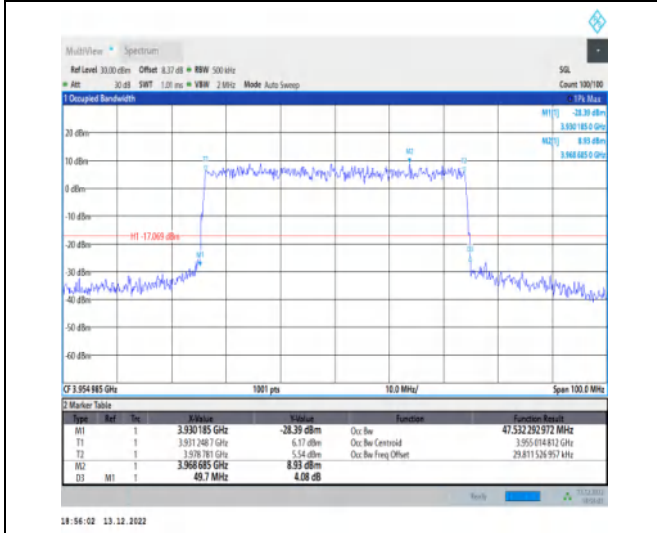 MultiView Spectrum
Ref Level 33.00 dBm Offset 8.37 dB RBW 500 kHz SGL
Att 30 dB SWT 1.01 ms VBW 2 MHz Mode Auto Sweep Count 100/100
1 Occupied Bandwidth 1Pk Max
M1[1] -28.39 dBm
3.930 185 0 GHz
M2[1] 8.93 dBm
3.968 685 0 GHz
20 dBm
10 dBm
0 dBm
-10 dBm
H1 -17.069 dBm
-20 dBm
-30 dBm
-40 dBm
-50 dBm
-60 dBm
M2
M1
CF 3.954 985 GHz 1001 pts 10.0 MHz/ Span 100.0 MHz
2 Marker Table
Type Ref Trc X-Value Y-Value Function Function Result
M1 1 3.930185 GHz -28.39 dBm Occ Bw 47.532 292 972 MHz
T1 1 3.931 248 7 GHz 6.17 dBm Occ Bw Centroid 3.955 014 812 GHz
T2 1 3.978 781 GHz 5.54 dBm Occ Bw Freq Offset 29.811 526 957 kHz
M2 1 3.968685 GHz 8.93 dBm
D3 M1 1 49.7 MHz 4.08 dB
Ready
18:56:02 13.12.2022